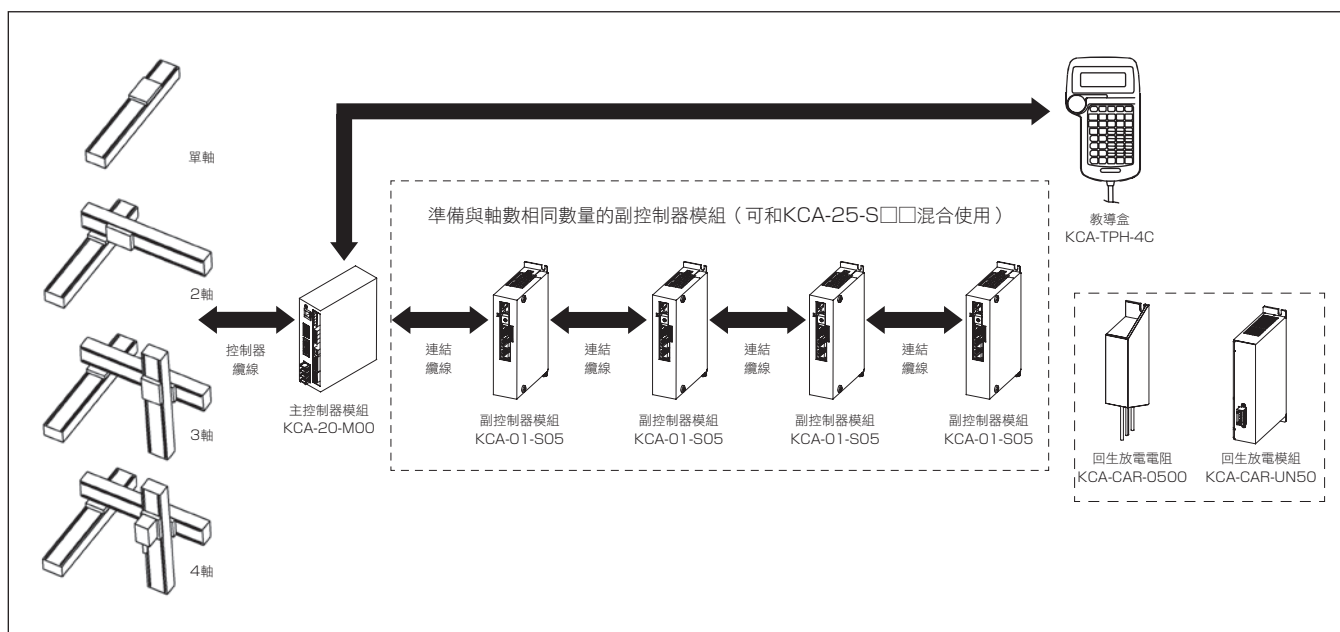 單軸
2軸
3軸
4軸
控制器
纜線
主控制器模組
KCA-20-M00
準備與軸數相同數量的副控制器模組（可和KCA-25-S□□混合使用）
連結
纜線
連結
纜線
連結
纜線
連結
纜線
副控制器模組
KCA-01-S05
副控制器模組
KCA-01-S05
副控制器模組
KCA-01-S05
副控制器模組
KCA-01-S05
教導盒
KCA-TPH-4C
回生放電電阻
KCA-CAR-0500
回生放電模組
KCA-CAR-UN50